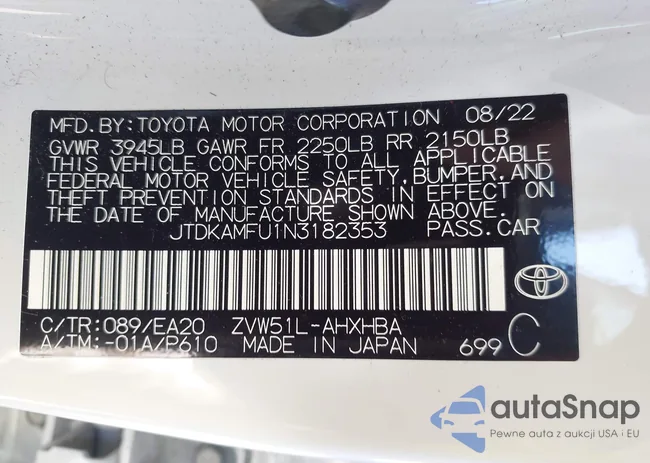 MFD.BY:TOYOTA MOTOR CORPORATION 08/22
GVWR 3945LB GAWR FR 2250LB RR 2150LB
THIS VEHICLE CONFORMS TO ALL APPLICABLE
FEDERAL MOTOR VEHICLE SAFETY,BUMPER,AND
THEFT PREVENTION STANDARDS IN EFFECT ON
THE DATE OF MANUFACTURE SHOWN ABOVE.
JTDKAMFU1N3182353 PASS.CAR
C/TR:089/EA20 ZVW51L-AHXHBA
A/TM:-01A/P610 MADE IN JAPAN 699 C
autaSnap
Pewne auta z aukcji USA i EU